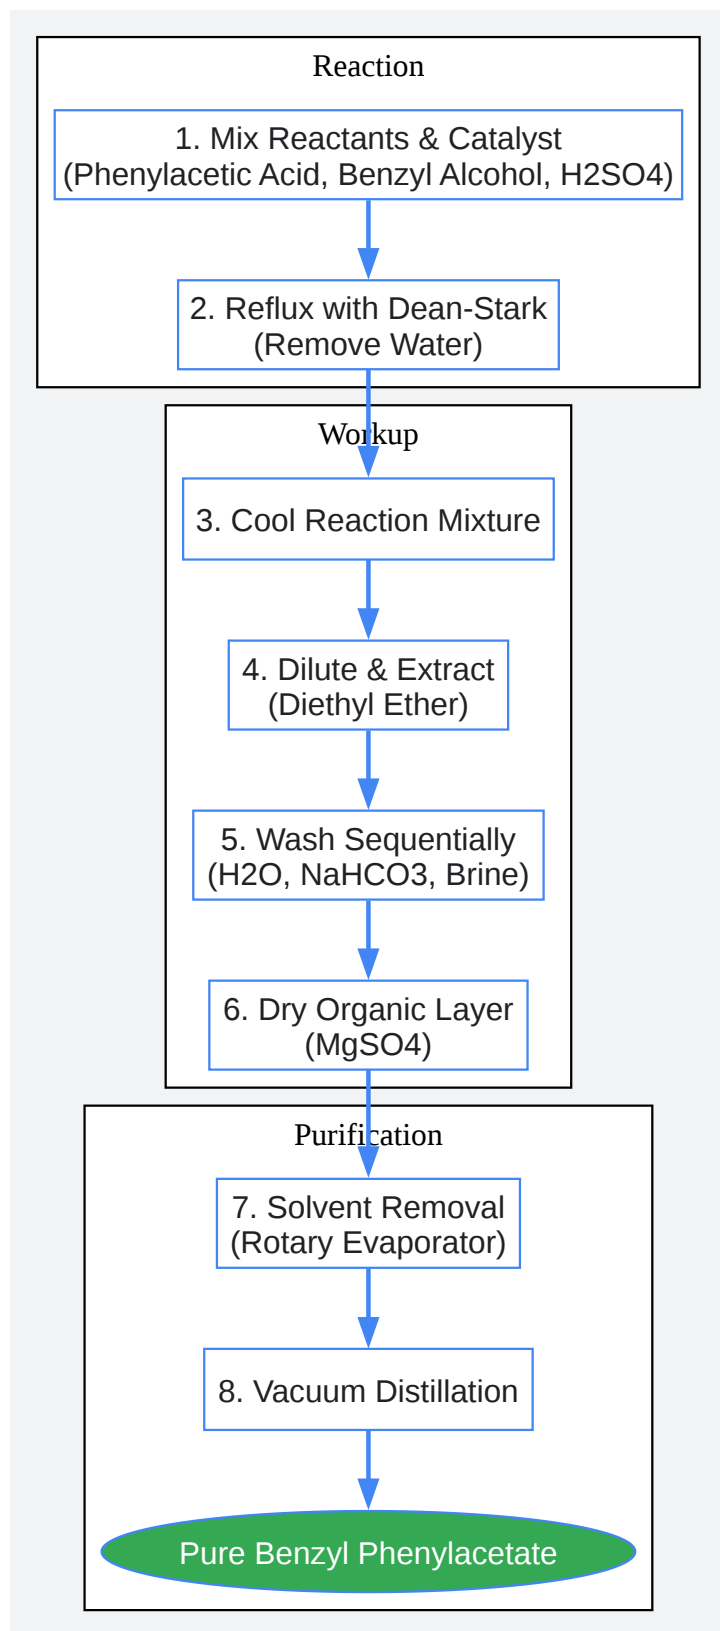 Reaction
1. Mix Reactants & Catalyst
(Phenylacetic Acid, Benzyl Alcohol, H2SO4)
2. Reflux with Dean-Stark
(Remove Water)
Workup
3. Cool Reaction Mixture
4. Dilute & Extract
(Diethyl Ether)
5. Wash Sequentially
(H2O, NaHCO3, Brine)
6. Dry Organic Layer
(MgSO4)
Purification
7. Solvent Removal
(Rotary Evaporator)
8. Vacuum Distillation
Pure Benzyl Phenylacetate